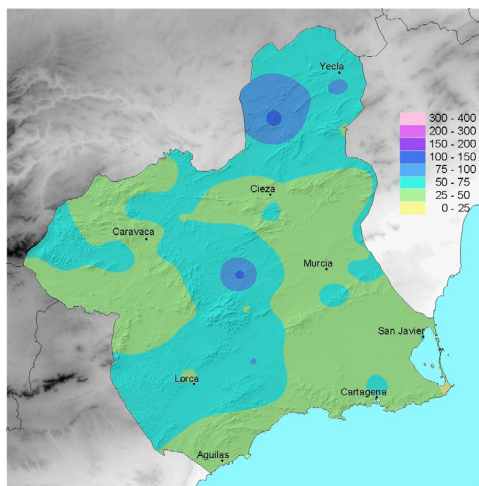 Yecla
300 - 400
200 - 300
150 - 200
100 - 150
75 - 100
50 - 75
25 - 50
0 - 25
Cieza
Caravaca
Murcia
San Javier
Lorca
Cartagena
Aguilas